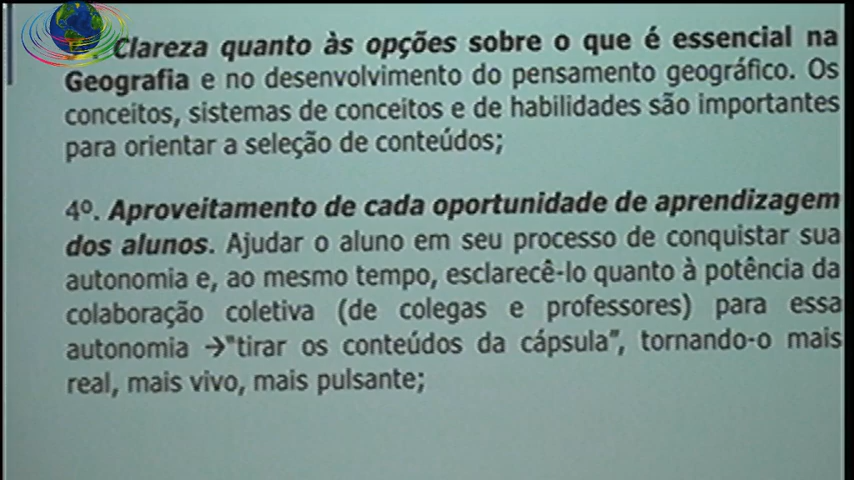 . Clareza quanto às opções sobre o que é essencial na
Geografia e no desenvolvimento do pensamento geográfico. Os
conceitos, sistemas de conceitos e de habilidades são importantes
para orientar a seleção de conteúdos;
4º. Aproveitamento de cada oportunidade de aprendizagem
dos alunos. Ajudar o aluno em seu processo de conquistar sua
autonomia e, ao mesmo tempo, esclarecê-lo quanto à potência da
colaboração coletiva (de colegas e professores) para essa
autonomia →"tirar os conteúdos da cápsula", tornando-o mais
real, mais vivo, mais pulsante;